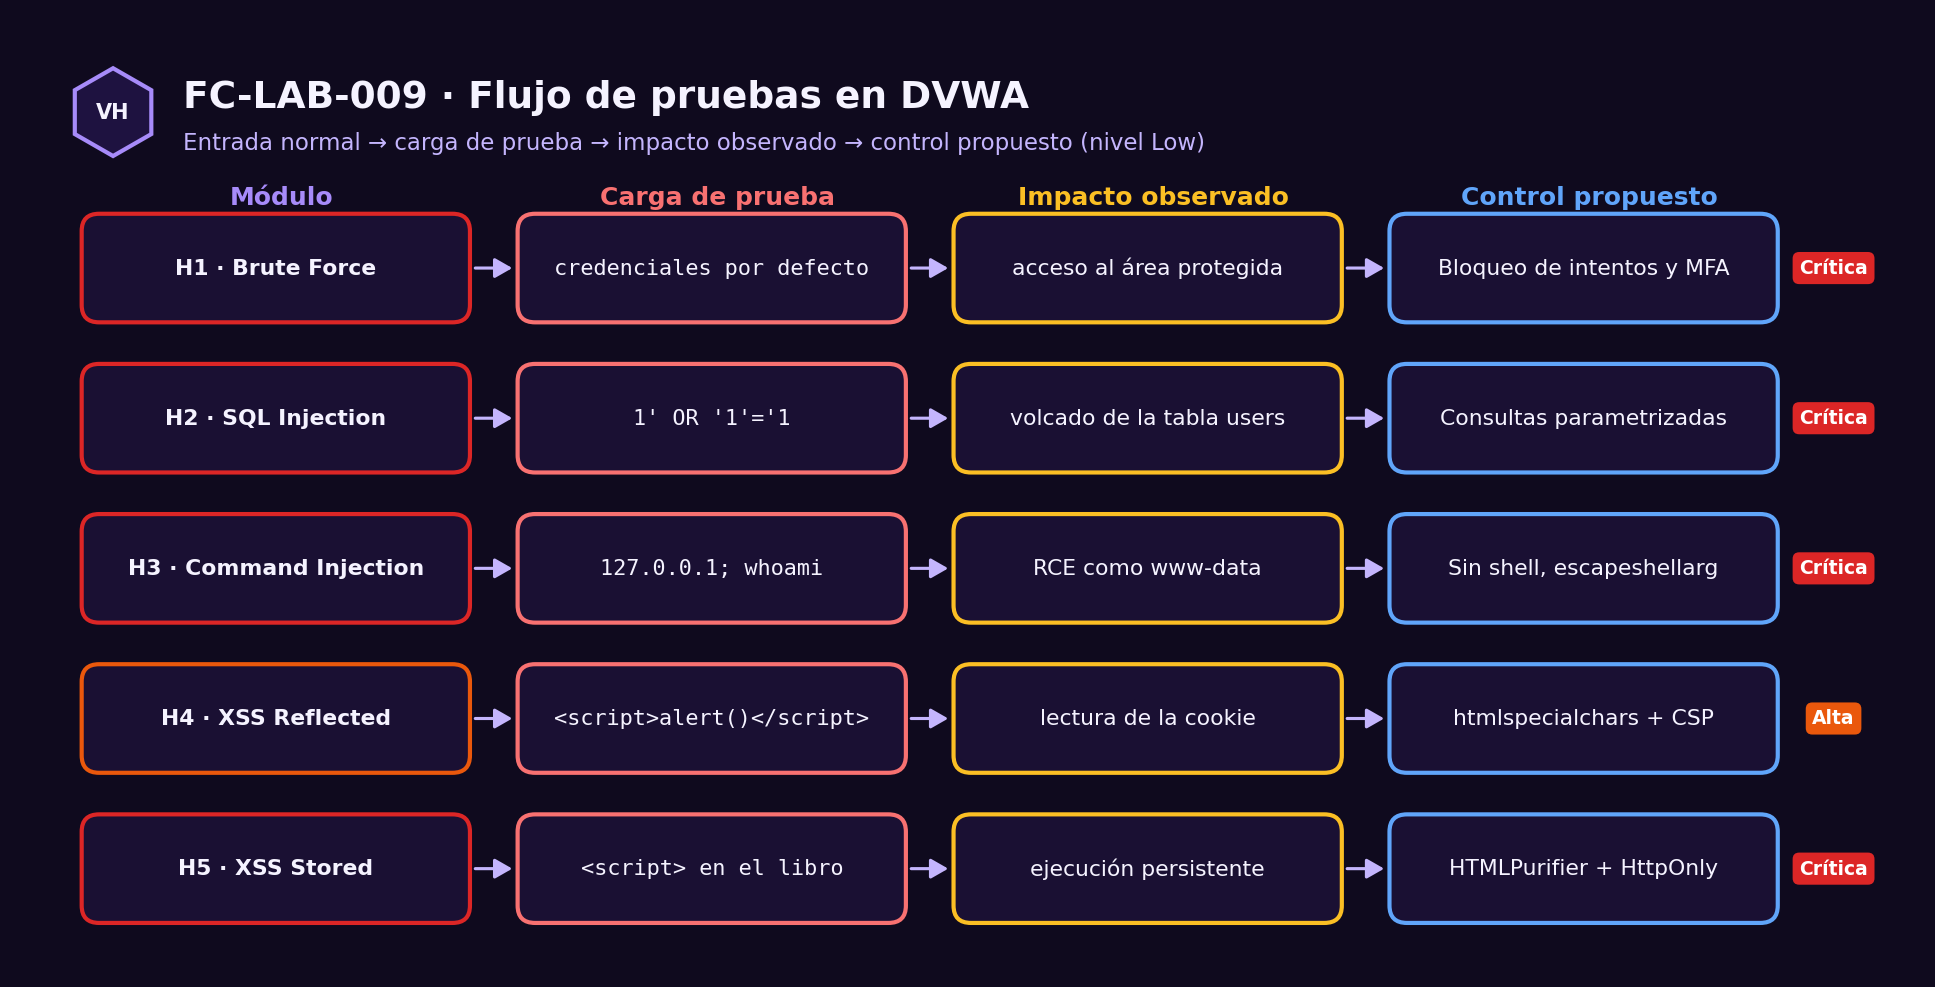 VH
FC-LAB-009 · Flujo de pruebas en DVWA
Entrada normal → carga de prueba → impacto observado → control propuesto (nivel Low)
Módulo Carga de prueba Impacto observado Control propuesto
H1 · Brute Force credenciales por defecto acceso al área protegida Bloqueo de intentos y MFA Crítica
H2 · SQL Injection 1' OR '1'='1 volcado de la tabla users Consultas parametrizadas Crítica
H3 · Command Injection 127.0.0.1; whoami RCE como www-data Sin shell, escapeshellarg Crítica
H4 · XSS Reflected <script>alert()</script> lectura de la cookie htmlspecialchars + CSP Alta
H5 · XSS Stored <script> en el libro ejecución persistente HTMLPurifier + HttpOnly Crítica